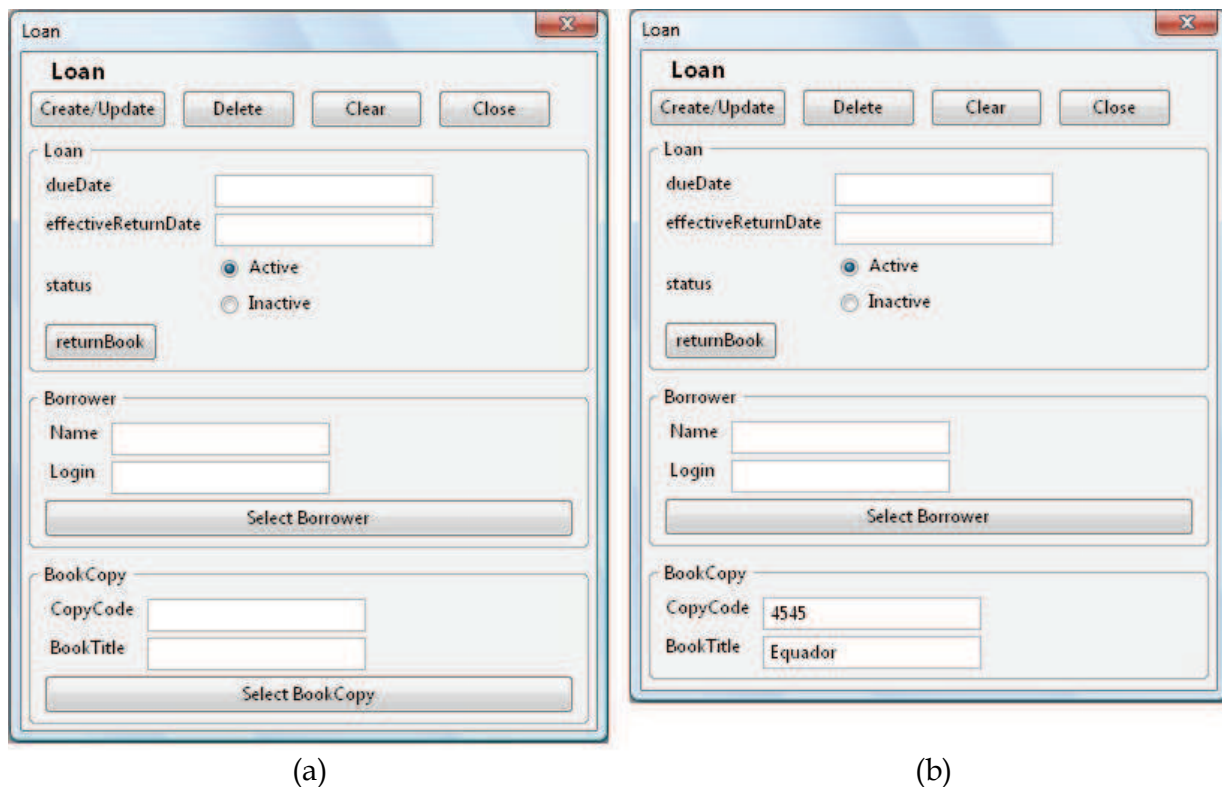 Loan
Loan
Create/Update Delete Clear Close
Loan
dueDate
effectiveReturnDate
Active
status
Inactive
returnBook
Borrower
Name
Login
Select Borrower
BookCopy
CopyCode
BookTitle
Select BookCopy
(a)
Loan
Loan
Create/Update Delete Clear Close
Loan
dueDate
effectiveReturnDate
Active
status
Inactive
returnBook
Borrower
Name
Login
Select Borrower
BookCopy
CopyCode 4545
BookTitle Equador
(b)